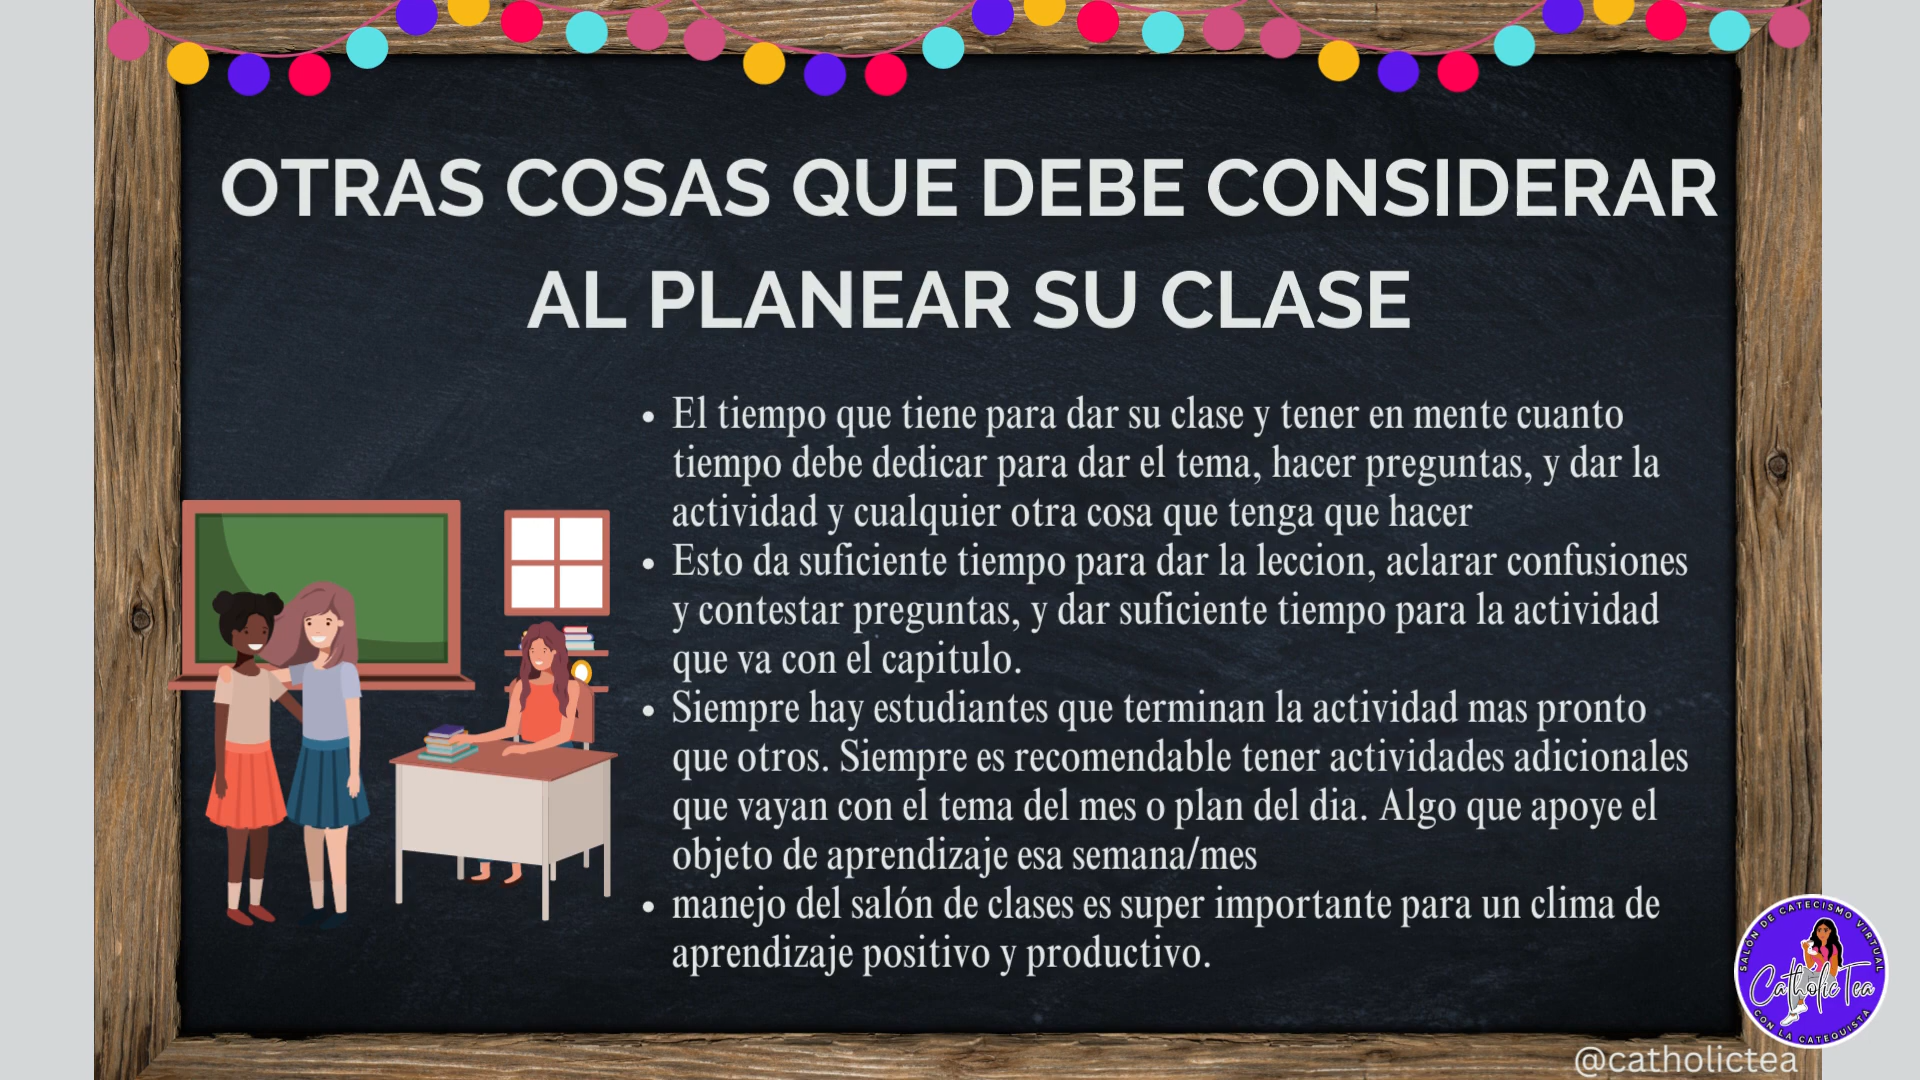 OTRAS COSAS QUE DEBE CONSIDERAR
AL PLANEAR SU CLASE
• El tiempo que tiene para dar su clase y tener en mente cuanto
tiempo debe dedicar para dar el tema, hacer preguntas, y dar la
actividad y cualquier otra cosa que tenga que hacer
• Esto da suficiente tiempo para dar la leccion, aclarar confusiones
y contestar preguntas, y dar suficiente tiempo para la actividad
que va con el capitulo.
• Siempre hay estudiantes que terminan la actividad mas pronto
que otros. Siempre es recomendable tener actividades adicionales
que vayan con el tema del mes o plan del dia. Algo que apoye el
objeto de aprendizaje esa semana/mes
• manejo del salón de clases es super importante para un clima de
aprendizaje positivo y productivo.
SALÓN DE CATECISMO VIRTUAL
Catholic Tea
CON LA CATEQUISTA
@catholictea